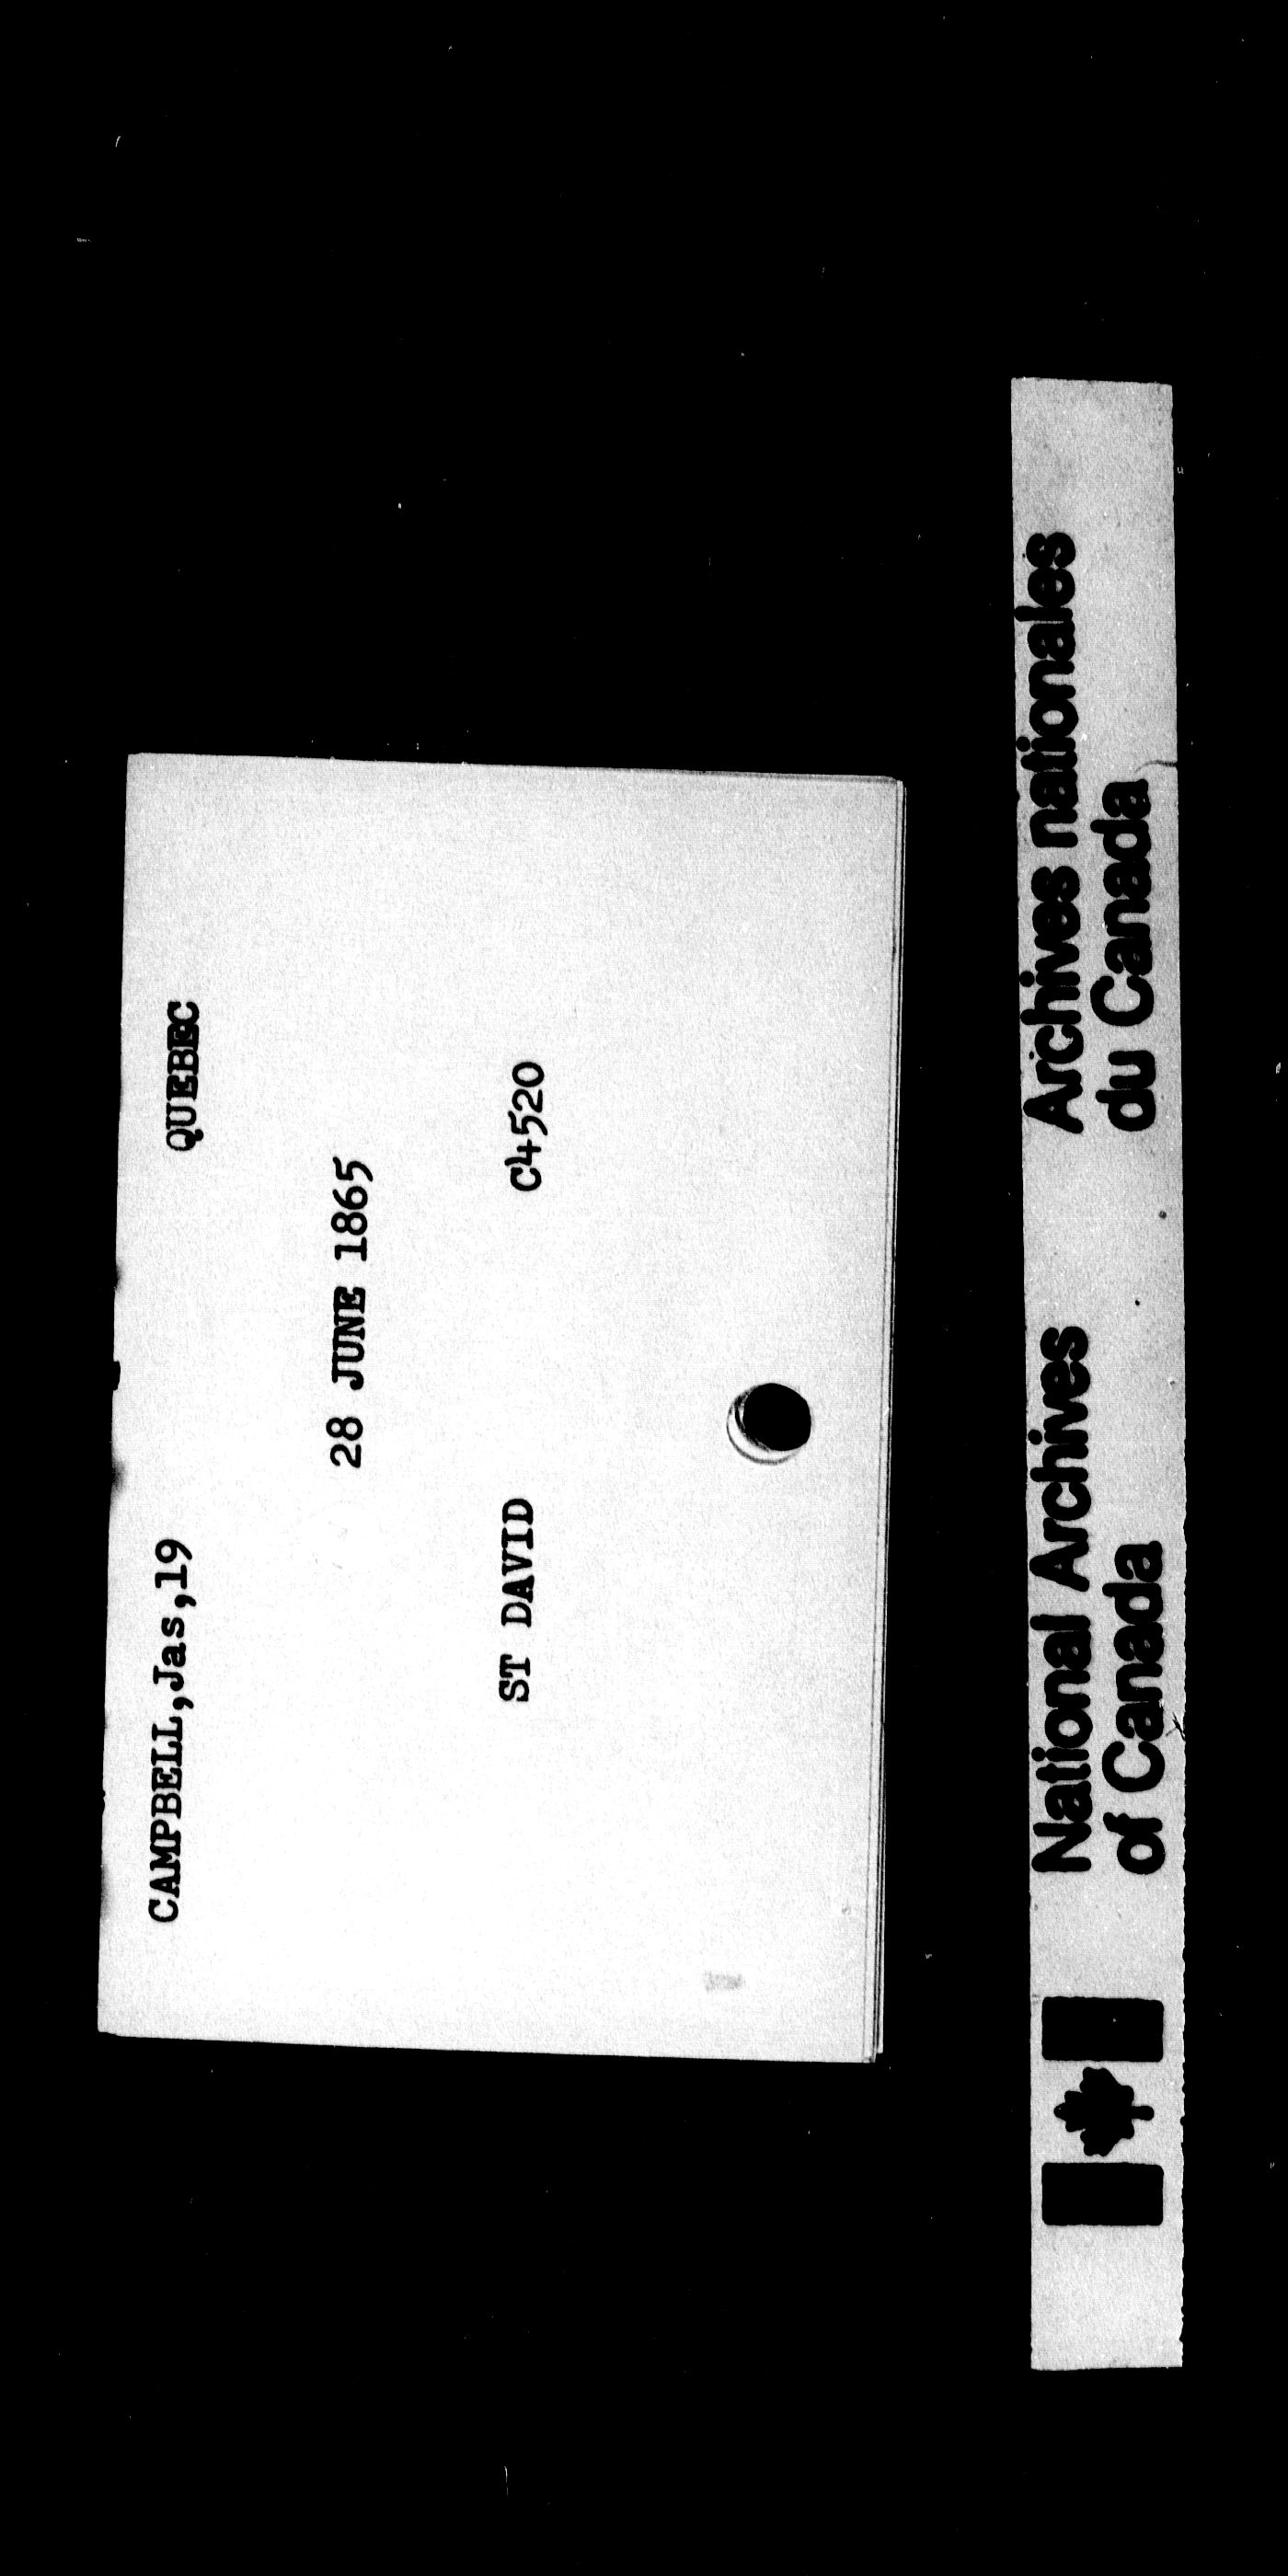 CAMPBELL,Jas,19 QUEBEC
28 JUNE 1865
ST DAVID C4520
National Archives
of Canada
Archives nationales
du Canada